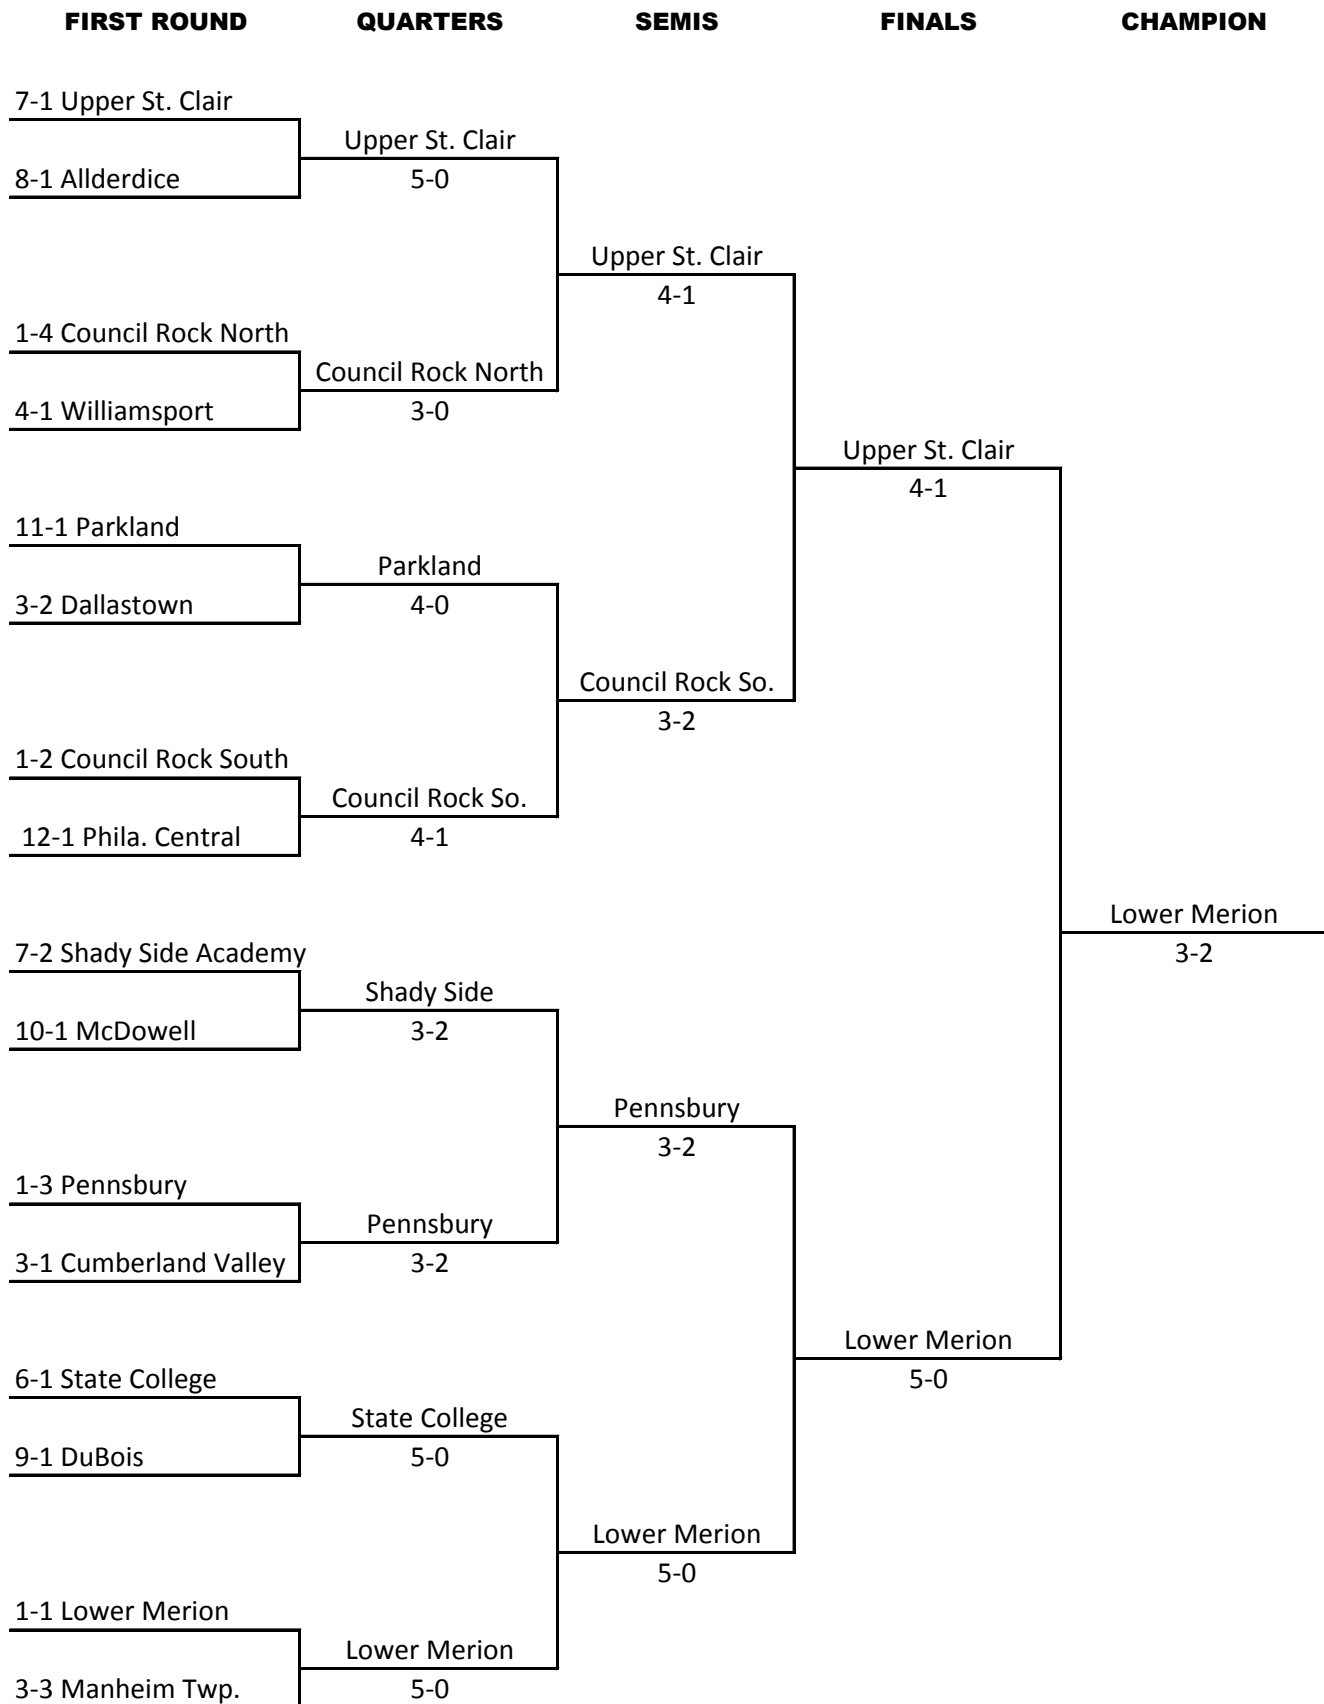 FIRST ROUND QUARTERS SEMIS FINALS CHAMPION
7-1 Upper St. Clair
Upper St. Clair
8-1 Allderdice
5-0
Upper St. Clair
4-1
1-4 Council Rock North
Council Rock North
4-1 Williamsport
3-0
Upper St. Clair
4-1
11-1 Parkland
Parkland
3-2 Dallastown
4-0
Council Rock So.
3-2
1-2 Council Rock South
Council Rock So.
12-1 Phila. Central
4-1
Lower Merion
3-2
7-2 Shady Side Academy
Shady Side
10-1 McDowell
3-2
Pennsbury
3-2
1-3 Pennsbury
Pennsbury
3-1 Cumberland Valley
3-2
Lower Merion
5-0
6-1 State College
State College
9-1 DuBois
5-0
Lower Merion
5-0
1-1 Lower Merion
Lower Merion
3-3 Manheim Twp.
5-0